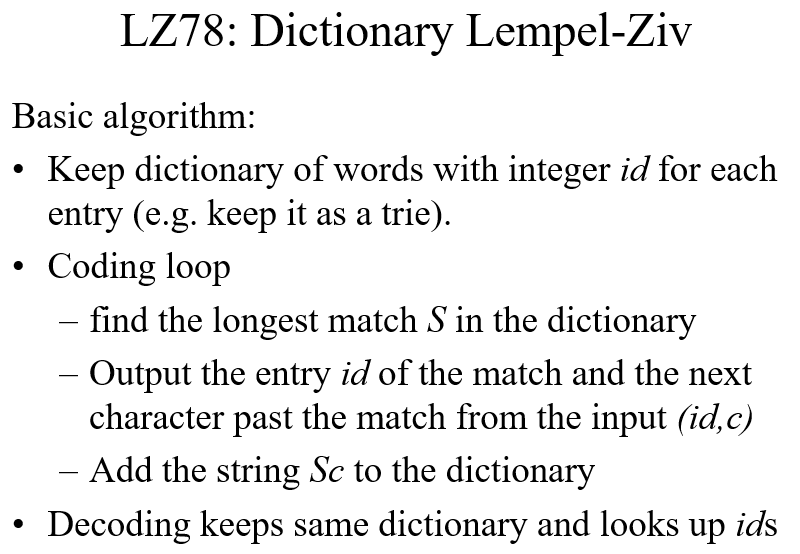 LZ78: Dictionary Lempel-Ziv
Basic algorithm:
• Keep dictionary of words with integer id for each
entry (e.g. keep it as a trie).
• Coding loop
– find the longest match S in the dictionary
– Output the entry id of the match and the next
character past the match from the input (id,c)
– Add the string Sc to the dictionary
• Decoding keeps same dictionary and looks up ids